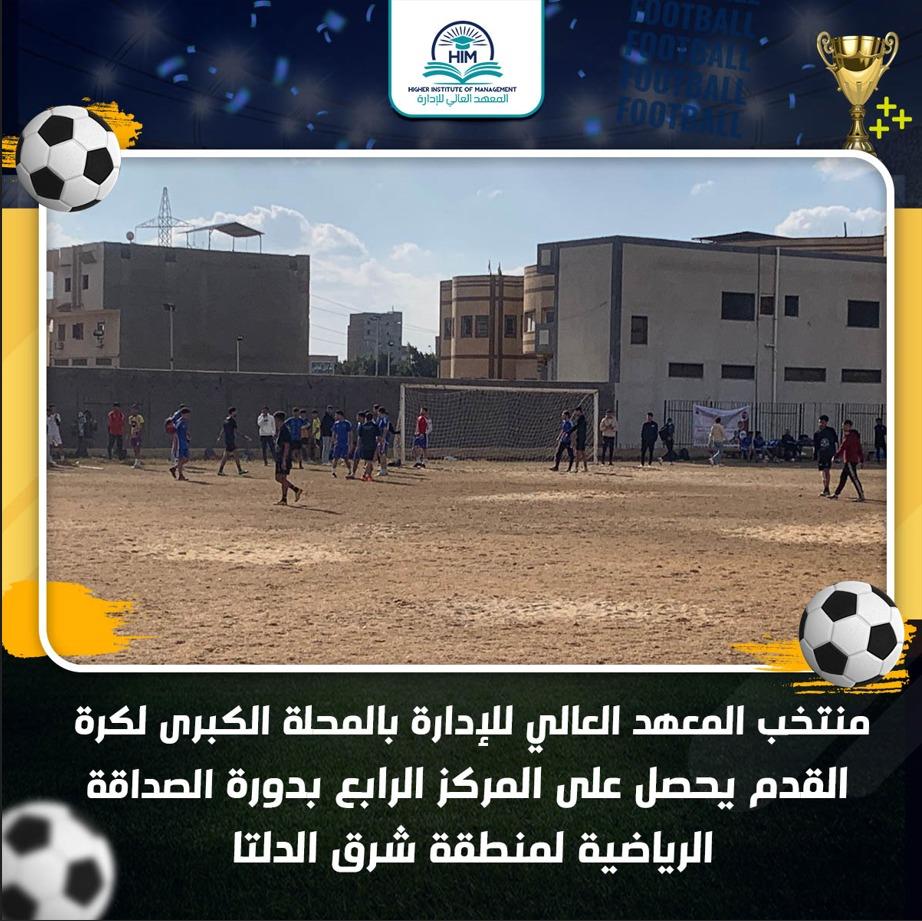 FOOTBALL
FOOTBALL
FOOTBALL
FOOTBALL
FOOTBALL
HIM
HIGHER INSTITUTE OF MANAGEMENT
المعهد العالي للإدارة
منتخب المعهد العالي للإدارة بالمحلة الكبرى لكرة
القدم يحصل على المركز الرابع بدورة الصداقة
الرياضية لمنطقة شرق الدلتا